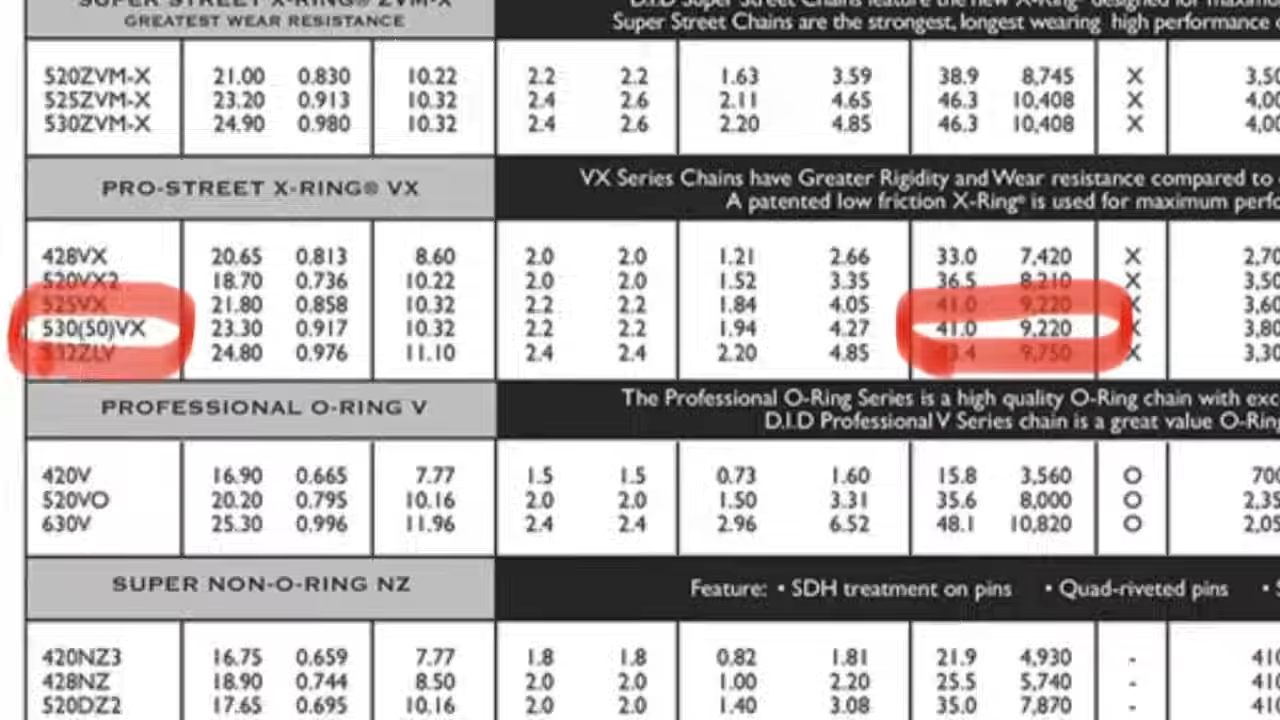 SUPER STREET X-RING® ZVM-X D.I.D Super Street Chains feature the new X-Ring® designed for
GREATEST WEAR RESISTANCE Super Street Chains are the strongest, longest wearing high performance
520ZVM-X 21.00 0.830 10.22 2.2 2.2 1.63 3.59 38.9 8,745 X
525ZVM-X 23.20 0.913 10.32 2.4 2.6 2.11 4.65 46.3 10,408 X
530ZVM-X 24.90 0.980 10.32 2.4 2.6 2.20 4.85 46.3 10,408 X
PRO-STREET X-RING® VX VX Series Chains have Greater Rigidity and Wear resistance compared to
A patented low friction X-Ring® is used for maximum
428VX 20.65 0.813 8.60 2.0 2.0 1.21 2.66 33.0 7,420 X
520VX2 18.70 0.736 10.22 2.0 2.0 1.52 3.35 36.5 8,210 X
525VX 21.80 0.858 10.32 2.2 2.2 1.84 4.05 41.0 9,220 X
530(50)VX 23.30 0.917 10.32 2.2 2.2 1.94 4.27 41.0 9,220 X
532ZLV 24.80 0.976 11.10 2.4 2.4 2.20 4.85 9,750 X
PROFESSIONAL O-RING V The Professional O-Ring Series is a high quality O-Ring chain with
D.I.D Professional V Series chain is a great value
420V 16.90 0.665 7.77 1.5 1.5 0.73 1.60 15.8 3,560 O
520VO 20.20 0.795 10.16 2.0 2.0 1.50 3.31 35.6 8,000 O
630V 25.30 0.996 11.96 2.4 2.4 2.96 6.52 48.1 10,820 O
SUPER NON-O-RING NZ Feature: • SDH treatment on pins • Quad-riveted pins •
420NZ3 16.75 0.659 7.77 1.8 1.8 0.82 1.81 21.9 4,930 -
428NZ 18.90 0.744 8.50 2.0 2.0 1.00 2.20 25.5 5,740 -
520DZ2 17.65 0.695 10.16 2.0 2.0 1.40 3.08 35.0 7,870 -